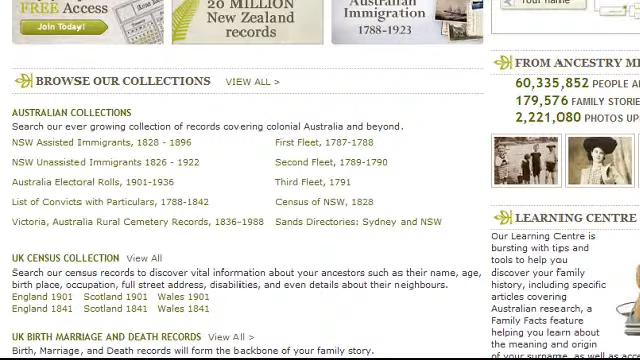 FREE Access
Join Today!
20 MILLION
New Zealand
records
Australian
Immigration
1788-1923
Your name
BROWSE OUR COLLECTIONS VIEW ALL >
AUSTRALIAN COLLECTIONS
Search our ever growing collection of records covering colonial Australia and beyond.
NSW Assisted Immigrants, 1828 - 1896
First Fleet, 1787-1788
NSW Unassisted Immigrants 1826 - 1922
Second Fleet, 1789-1790
Australia Electoral Rolls, 1901-1936
Third Fleet, 1791
List of Convicts with Particulars, 1788-1842
Census of NSW, 1828
Victoria, Australia Rural Cemetery Records, 1836-1988
Sands Directories: Sydney and NSW
UK CENSUS COLLECTION View All
Search our census records to discover vital information about your ancestors such as their name, age,
birth place, occupation, full street address, disabilities, and even details about their neighbours.
England 1901 Scotland 1901 Wales 1901
England 1841 Scotland 1841 Wales 1841
UK BIRTH MARRIAGE AND DEATH RECORDS View All >
Birth, Marriage, and Death records will form the backbone of your family story.
FROM ANCESTRY
60,335,852 PEOPLE
179,576 FAMILY STORIE
2,221,080 PHOTOS UP
LEARNING CENTRE
Our Learning Centre is
bursting with tips and
tools to help you
discover your family
history, including specific
articles covering
Australian research, a
Family Facts feature
helping you learn about
the meaning and origin
of your surname, as well as